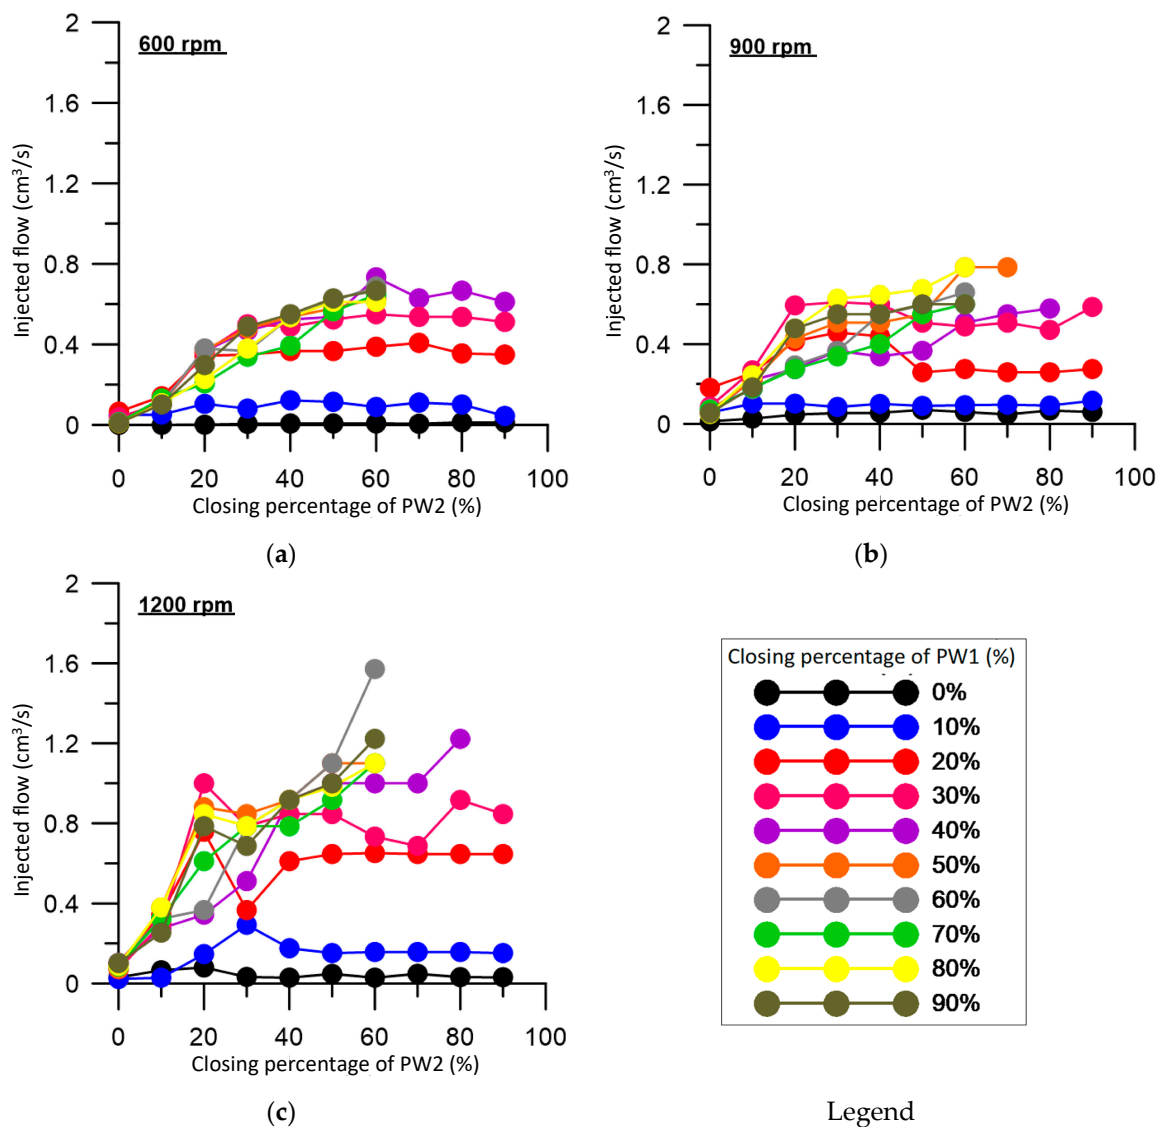 600 rpm
2
1.6
1.2
0.8
0.4
0
Injected flow (cm³/s)
0 20 40 60 80 100
Closing percentage of PW2 (%)
(a)
900 rpm
2
1.6
1.2
0.8
0.4
0
Injected flow (cm³/s)
0 20 40 60 80 100
Closing percentage of PW2 (%)
(b)
1200 rpm
2
1.6
1.2
0.8
0.4
0
Injected flow (cm³/s)
0 20 40 60 80 100
Closing percentage of PW2 (%)
(c)
Closing percentage of PW1 (%)
0%
10%
20%
30%
40%
50%
60%
70%
80%
90%
Legend